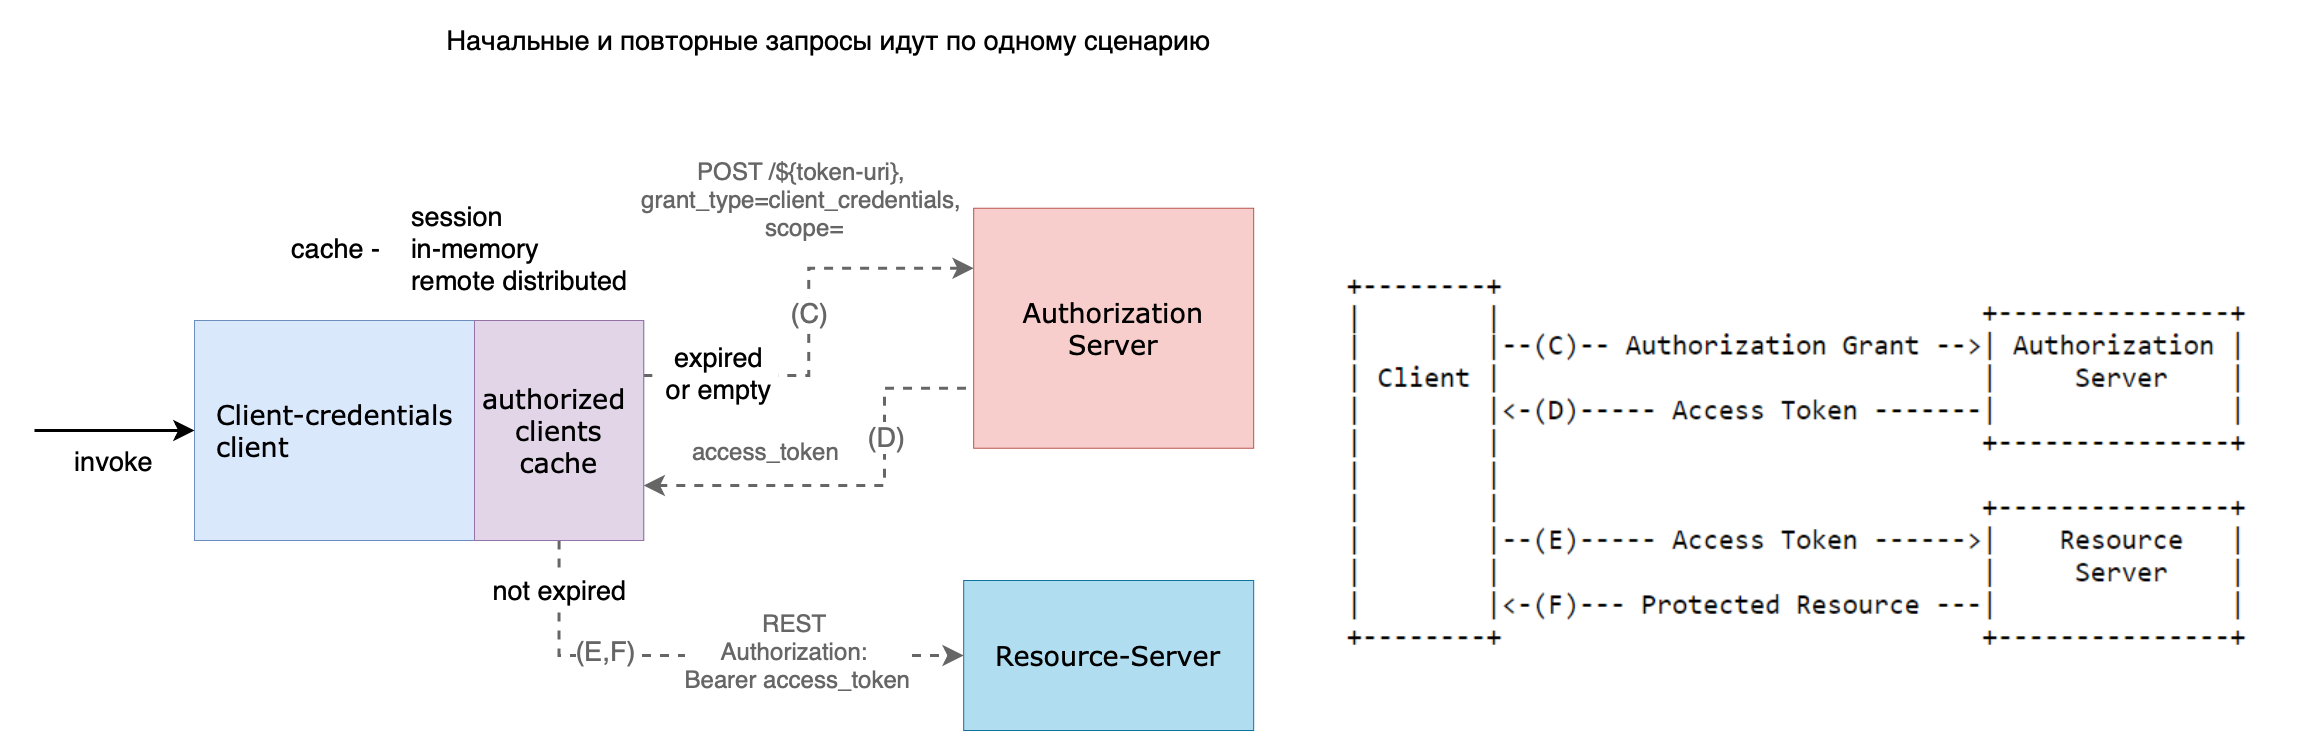 Начальные и повторные запросы идут по одному сценарию
POST /${token-uri},
grant_type=client_credentials,
scope=
session
cache - in-memory
remote distributed
(C)
expired
or empty
Authorization
Server
Client-credentials
client
authorized
clients
cache
invoke
(D)
access_token
not expired
(E,F)
REST
Authorization:
Bearer access_token
Resource-Server
+--------+
|        |                               +---------------+
|        |--(C)-- Authorization Grant -->| Authorization |
| Client |                               |     Server    |
|        |<-(D)----- Access Token -------|               |
|        |                               +---------------+
|        |
|        |                               +---------------+
|        |--(E)----- Access Token ------>|    Resource   |
|        |                               |     Server    |
|        |<-(F)--- Protected Resource ---|               |
+--------+                               +---------------+